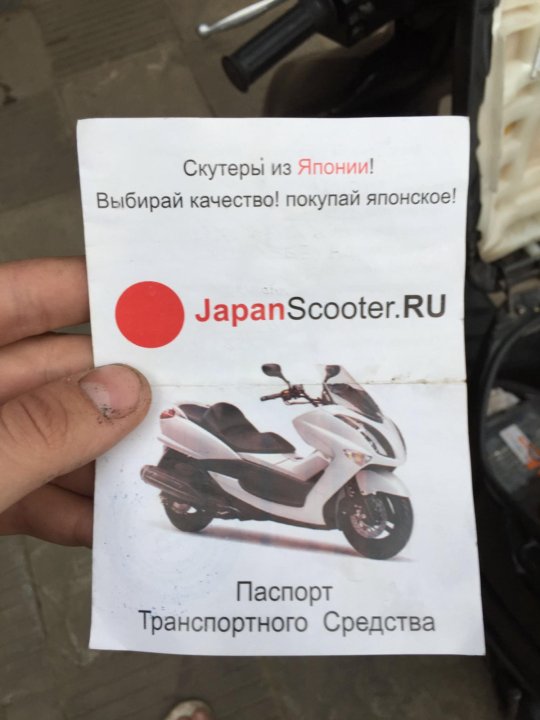 Скутеры из Японии!
Выбирай качество! покупай японское!
JapanScooter.RU
Паспорт
Транспортного Средства